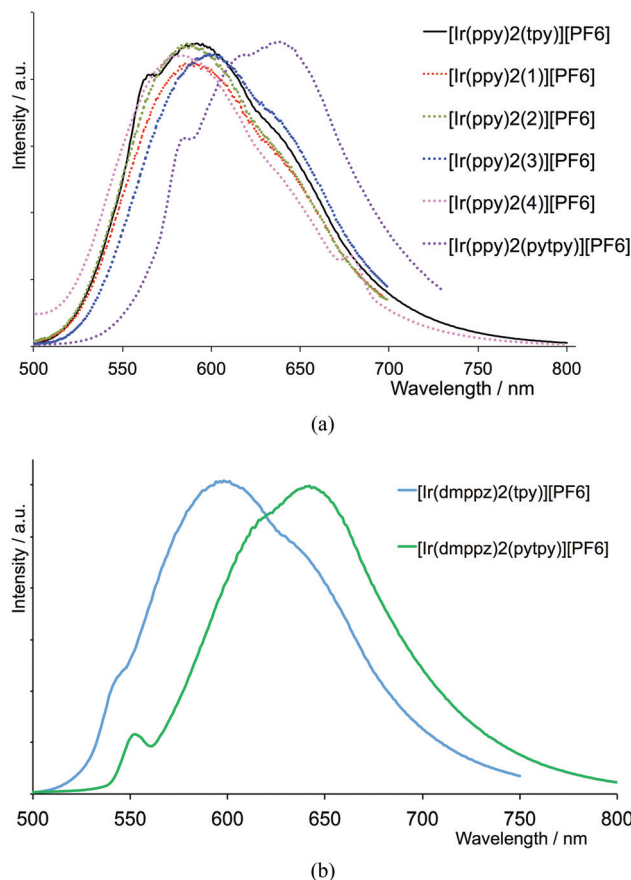 Intensity / a.u.
[Ir(ppy)2(tpy)][PF6]
[Ir(ppy)2(1)][PF6]
[Ir(ppy)2(2)][PF6]
[Ir(ppy)2(3)][PF6]
[Ir(ppy)2(4)][PF6]
[Ir(ppy)2(pytpy)][PF6]
500 550 600 650 700 750 800
Wavelength / nm
(a)
Intensity / a.u.
[Ir(dmppz)2(tpy)][PF6]
[Ir(dmppz)2(pytpy)][PF6]
500 550 600 650 700 750 800
Wavelength / nm
(b)